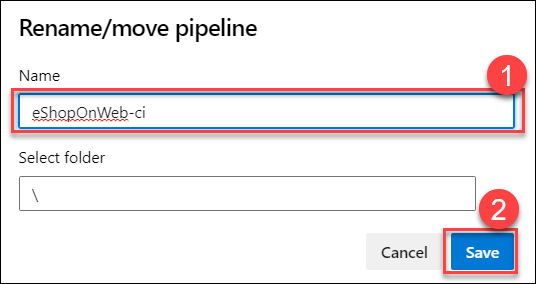 Rename/move pipeline
1
Name
eShopOnWeb-ci
Select folder
\
2
Cancel
Save